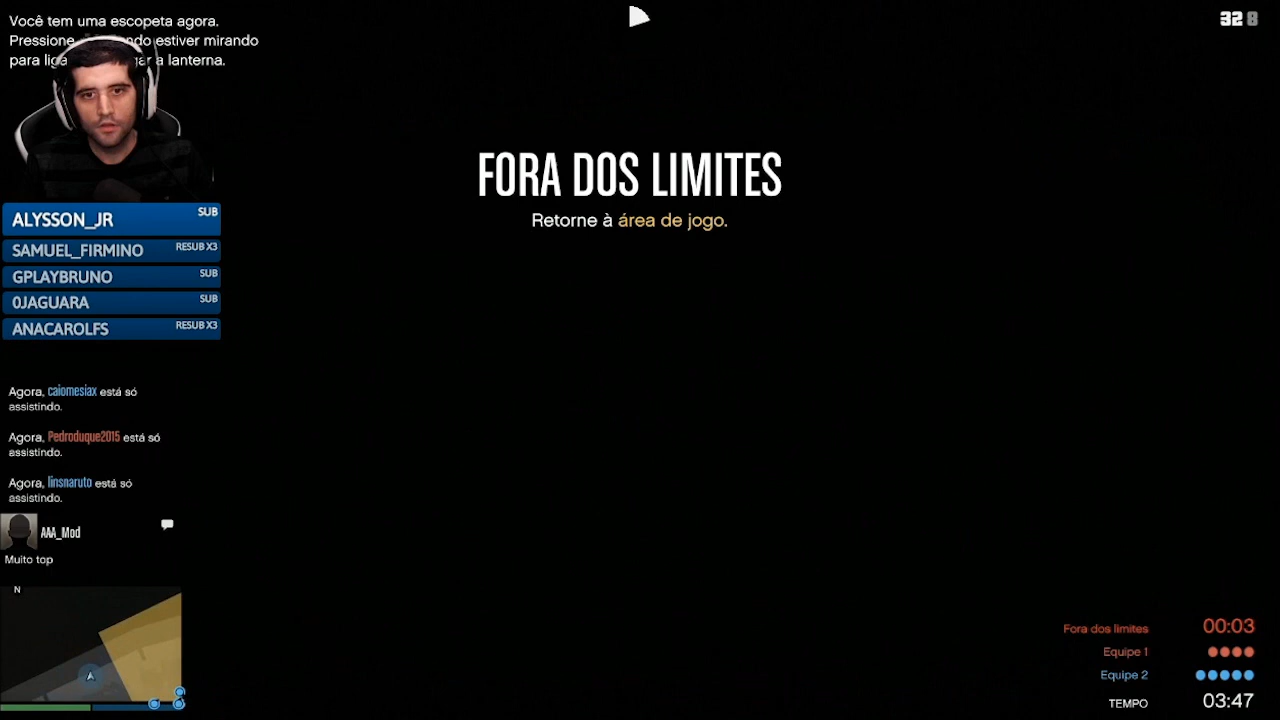 Você tem uma escopeta agora.
Pressione ndo estiver mirando
para liga ar a lanterna.
32 8
FORA DOS LIMITES
Retorne à área de jogo.
ALYSSON_JR SUB
SAMUEL_FIRMINO RESUB X3
GPLAYBRUNO SUB
0JAGUARA SUB
ANACAROLFS RESUB X3
Agora, caiomesiax está só
assistindo.
Agora, Pedroduque2015 está só
assistindo.
Agora, linsnaruto está só
assistindo.
AAA_Mod
Muito top
N
Fora dos limites 00:03
Equipe 1
Equipe 2
TEMPO 03:47